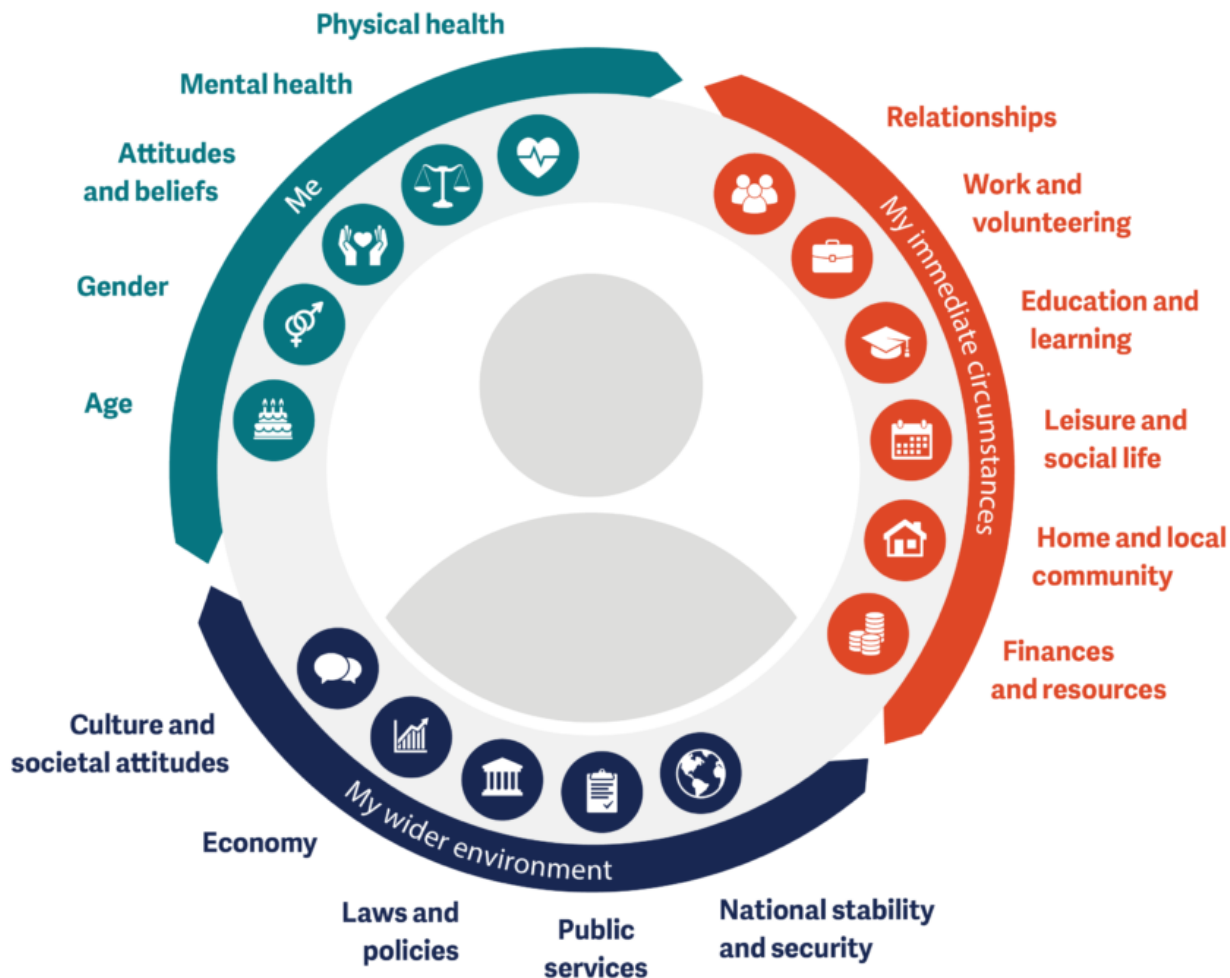 Physical health
Mental health
Attitudes
and beliefs
Gender
Age
Me
Relationships
Work and
volunteering
Education and
learning
Leisure and
social life
Home and local
community
Finances
and resources
My immediate circumstances
Culture and
societal attitudes
Economy
Laws and
policies
Public
services
National stability
and security
My wider environment